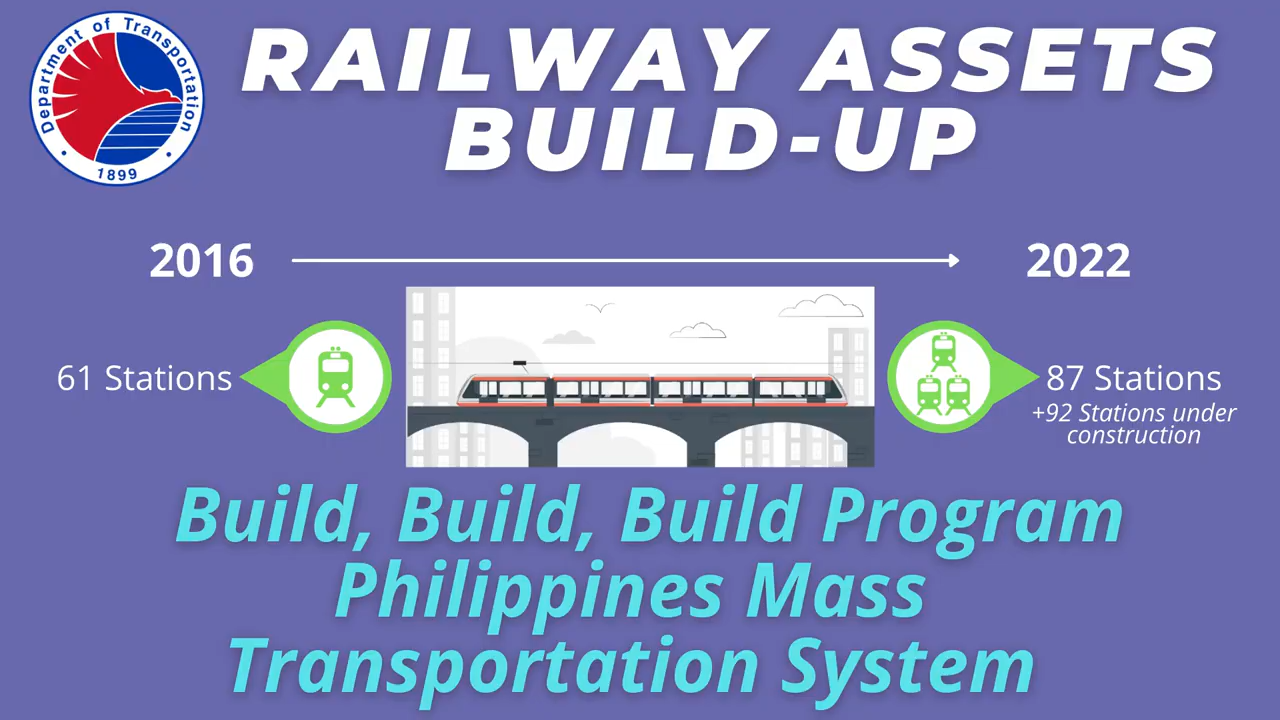 Department of Transportation
1899
RAILWAY ASSETS
BUILD-UP
2016
2022
61 Stations
87 Stations
+92 Stations under
construction
Build, Build, Build Program
Philippines Mass
Transportation System